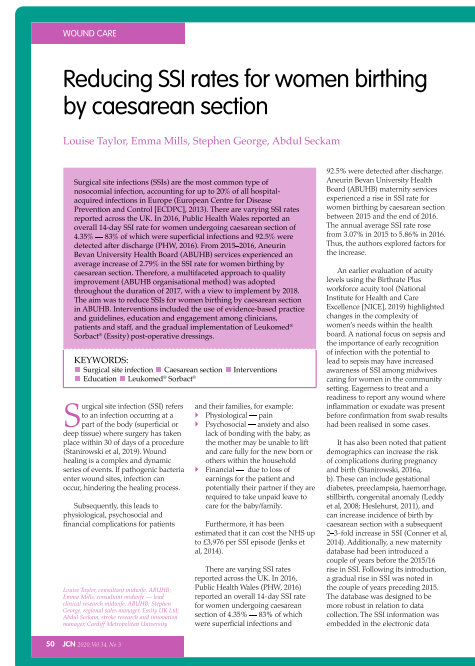 WOUND CARE
Reducing SSI rates for women birthing
by caesarean section
Louise Taylor, Emma Mills, Stephen George, Abdul Seckam
Surgical site infections (SSIs) are the most common type of
nosocomial infection, accounting for up to 20% of all hospital-
acquired infections in Europe (European Centre for Disease
Prevention and Control [ECDPC], 2013). There are varying SSI rates
reported across the UK. In 2016, Public Health Wales reported an
overall 14-day SSI rate for women undergoing caesarean section of
4.35% — 83% of which were superficial infections and 92.5% were
detected after discharge (PHW, 2016). From 2015–2016, Aneurin
Bevan University Health Board (ABUHB) services experienced an
average increase of 2.79% in the SSI rate for women birthing by
caesarean section. Therefore, a multifaceted approach to quality
improvement (ABUHB organisational method) was adopted
throughout the duration of 2017, with a view to implement by 2018.
The aim was to reduce SSIs for women birthing by caesarean section
in ABUHB. Interventions included the use of evidence-based practice
and guidelines, education and engagement among clinicians,
patients and staff, and the gradual implementation of Leukomed®
Sorbact® (Essity) post-operative dressings.
KEYWORDS:
Surgical site infection Caesarean section Interventions
Education Leukomed® Sorbact®
Surgical site infection (SSI) refers
to an infection occurring at a
part of the body (superficial or
deep tissue) where surgery has taken
place within 30 days of a procedure
(Stanirowski et al, 2019). Wound
healing is a complex and dynamic
series of events. If pathogenic bacteria
enter wound sites, infection can
occur, hindering the healing process.
Subsequently, this leads to
physiological, psychosocial and
financial complications for patients
Louise Taylor, consultant midwife, ABUHB;
Emma Mills, consultant midwife — lead
clinical research midwife, ABUHB; Stephen
George, regional sales manager, Essity UK Ltd;
Abdul Seckam, stroke research and innovation
manager, Cardiff Metropolitan University
and their families, for example:
Physiological — pain
Psychosocial — anxiety and also
lack of bonding with the baby, as
the mother may be unable to lift
and care fully for the new born or
others within the household
Financial — due to loss of
earnings for the patient and
potentially their partner if they are
required to take unpaid leave to
care for the baby/family.
Furthermore, it has been
estimated that it can cost the NHS up
to £3,976 per SSI episode (Jenks et
al, 2014).
There are varying SSI rates
reported across the UK. In 2016,
Public Health Wales (PHW, 2016)
reported an overall 14-day SSI rate
for women undergoing caesarean
section of 4.35% — 83% of which
were superficial infections and
92.5% were detected after discharge.
Aneurin Bevan University Health
Board (ABUHB) maternity services
experienced a rise in SSI rate for
women birthing by caesarean section
between 2015 and the end of 2016.
The annual average SSI rate rose
from 3.07% in 2015 to 5.86% in 2016.
Thus, the authors explored factors for
the increase.
An earlier evaluation of acuity
levels using the Birthrate Plus
workforce acuity tool (National
Institute for Health and Care
Excellence [NICE], 2019) highlighted
changes in the complexity of
women's needs within the health
board. A national focus on sepsis and
the importance of early recognition
of infection with the potential to
lead to sepsis may have increased
awareness of SSI among midwives
caring for women in the community
setting. Eagerness to treat and a
readiness to report any wound where
inflammation or exudate was present
before confirmation from swab results
had been realised in some cases.
It has also been noted that patient
demographics can increase the risk
of complications during pregnancy
and birth (Stanirowski, 2016a,
b). These can include gestational
diabetes, preeclampsia, haemorrhage,
stillbirth, congenital anomaly (Leddy
et al, 2008; Heslehurst, 2011), and
can increase incidence of birth by
caesarean section with a subsequent
2–3-fold increase in SSI (Conner et al,
2014). Additionally, a new maternity
database had been introduced a
couple of years before the 2015/16
rise in SSI. Following its introduction,
a gradual rise in SSI was noted in
the couple of years preceding 2015.
The database was designed to be
more robust in relation to data
collection. The SSI information was
embedded in the electronic data
50 JCN 2020, Vol 34, No 3